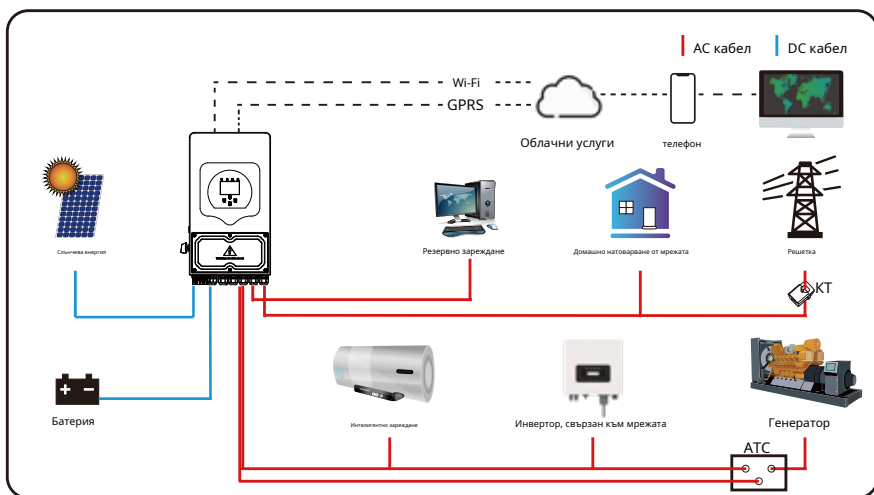 AC кабел
DC кабел
Wi-Fi
GPRS
Облачни услуги
телефон
Слънчева енергия
Резервно зареждане
Домашно натоварване от мрежата
Решетка
КТ
Батерия
Интелигентно зареждане
Инвертор, свързан към мрежата
Генератор
АТС